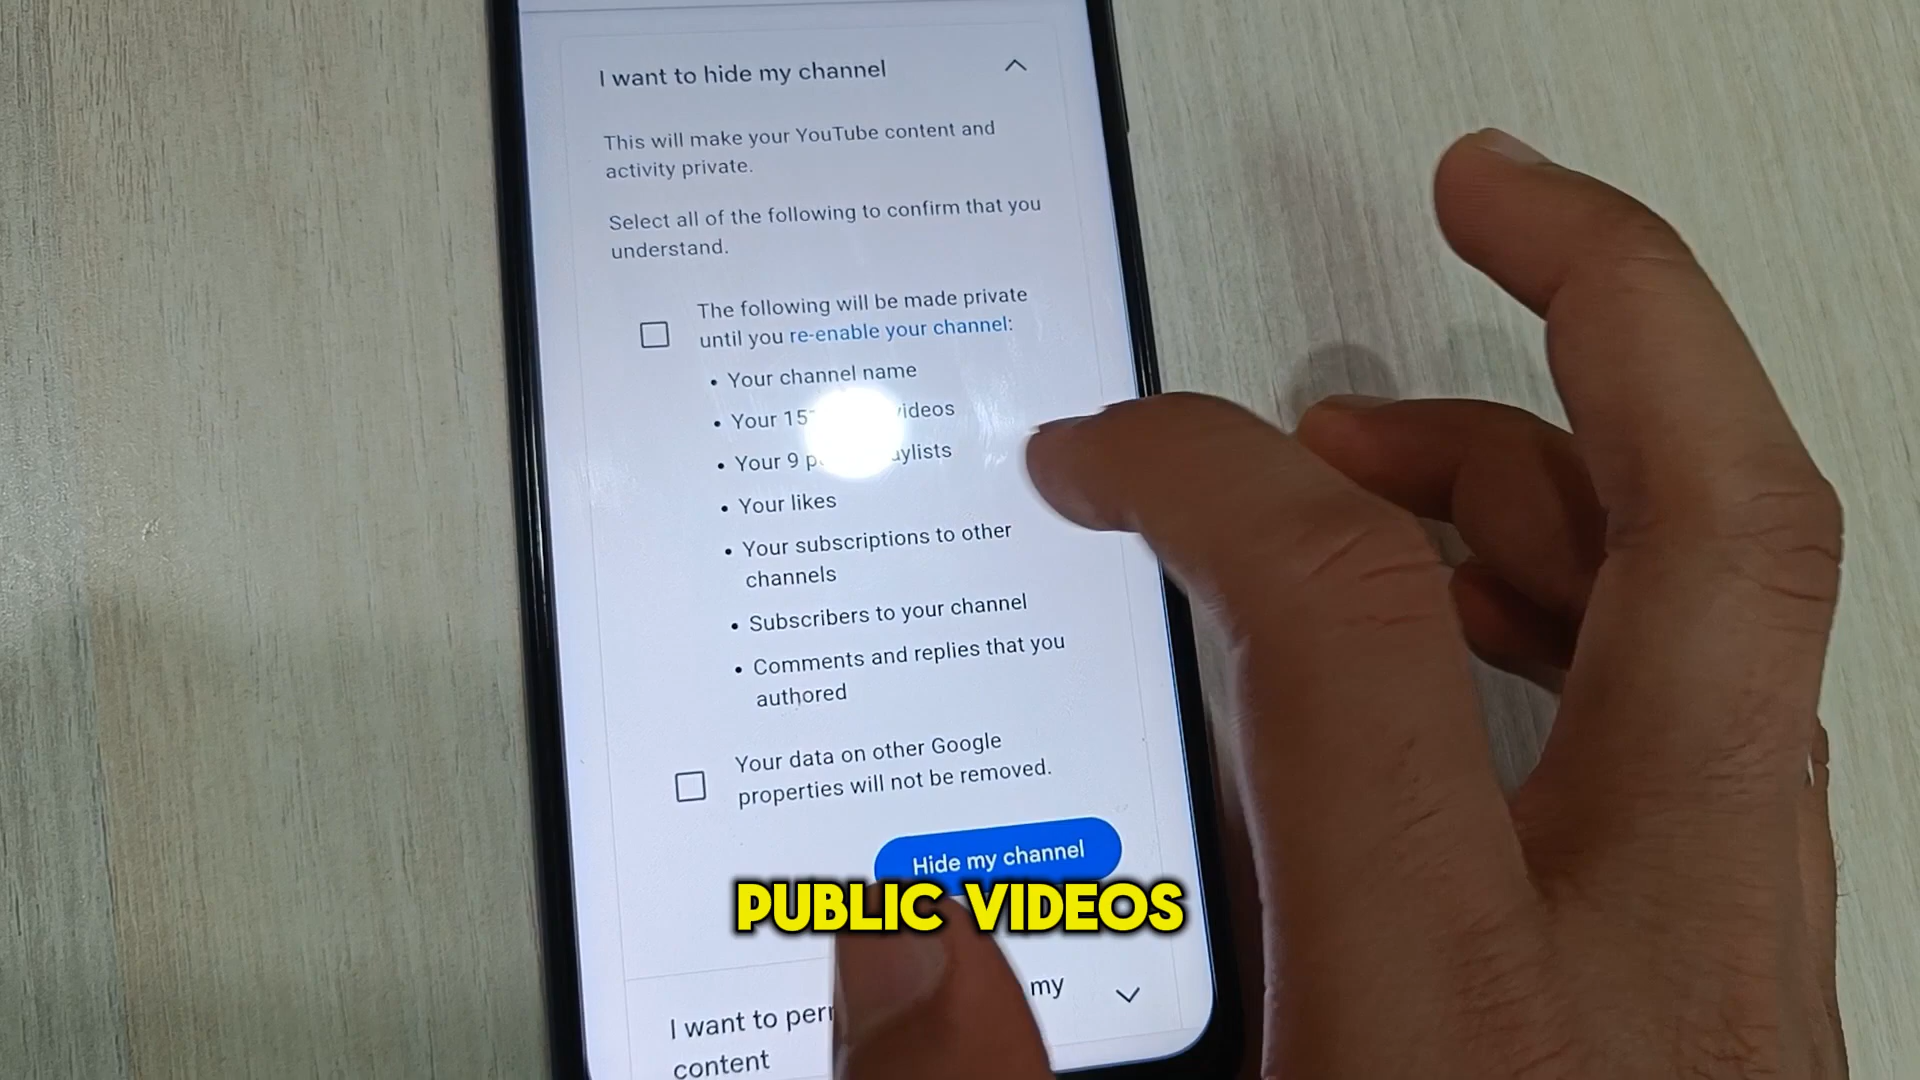 I want to hide my channel
This will make your YouTube content and
activity private.
Select all of the following to confirm that you
understand.
The following will be made private
until you re-enable your channel:
• Your channel name
• Your 15
• Your 9 playlists
• Your likes
• Your subscriptions to other
channels
• Subscribers to your channel
• Comments and replies that you
authored
Your data on other Google
properties will not be removed.
Hide my channel
PUBLIC VIDEOS
I want to my
content